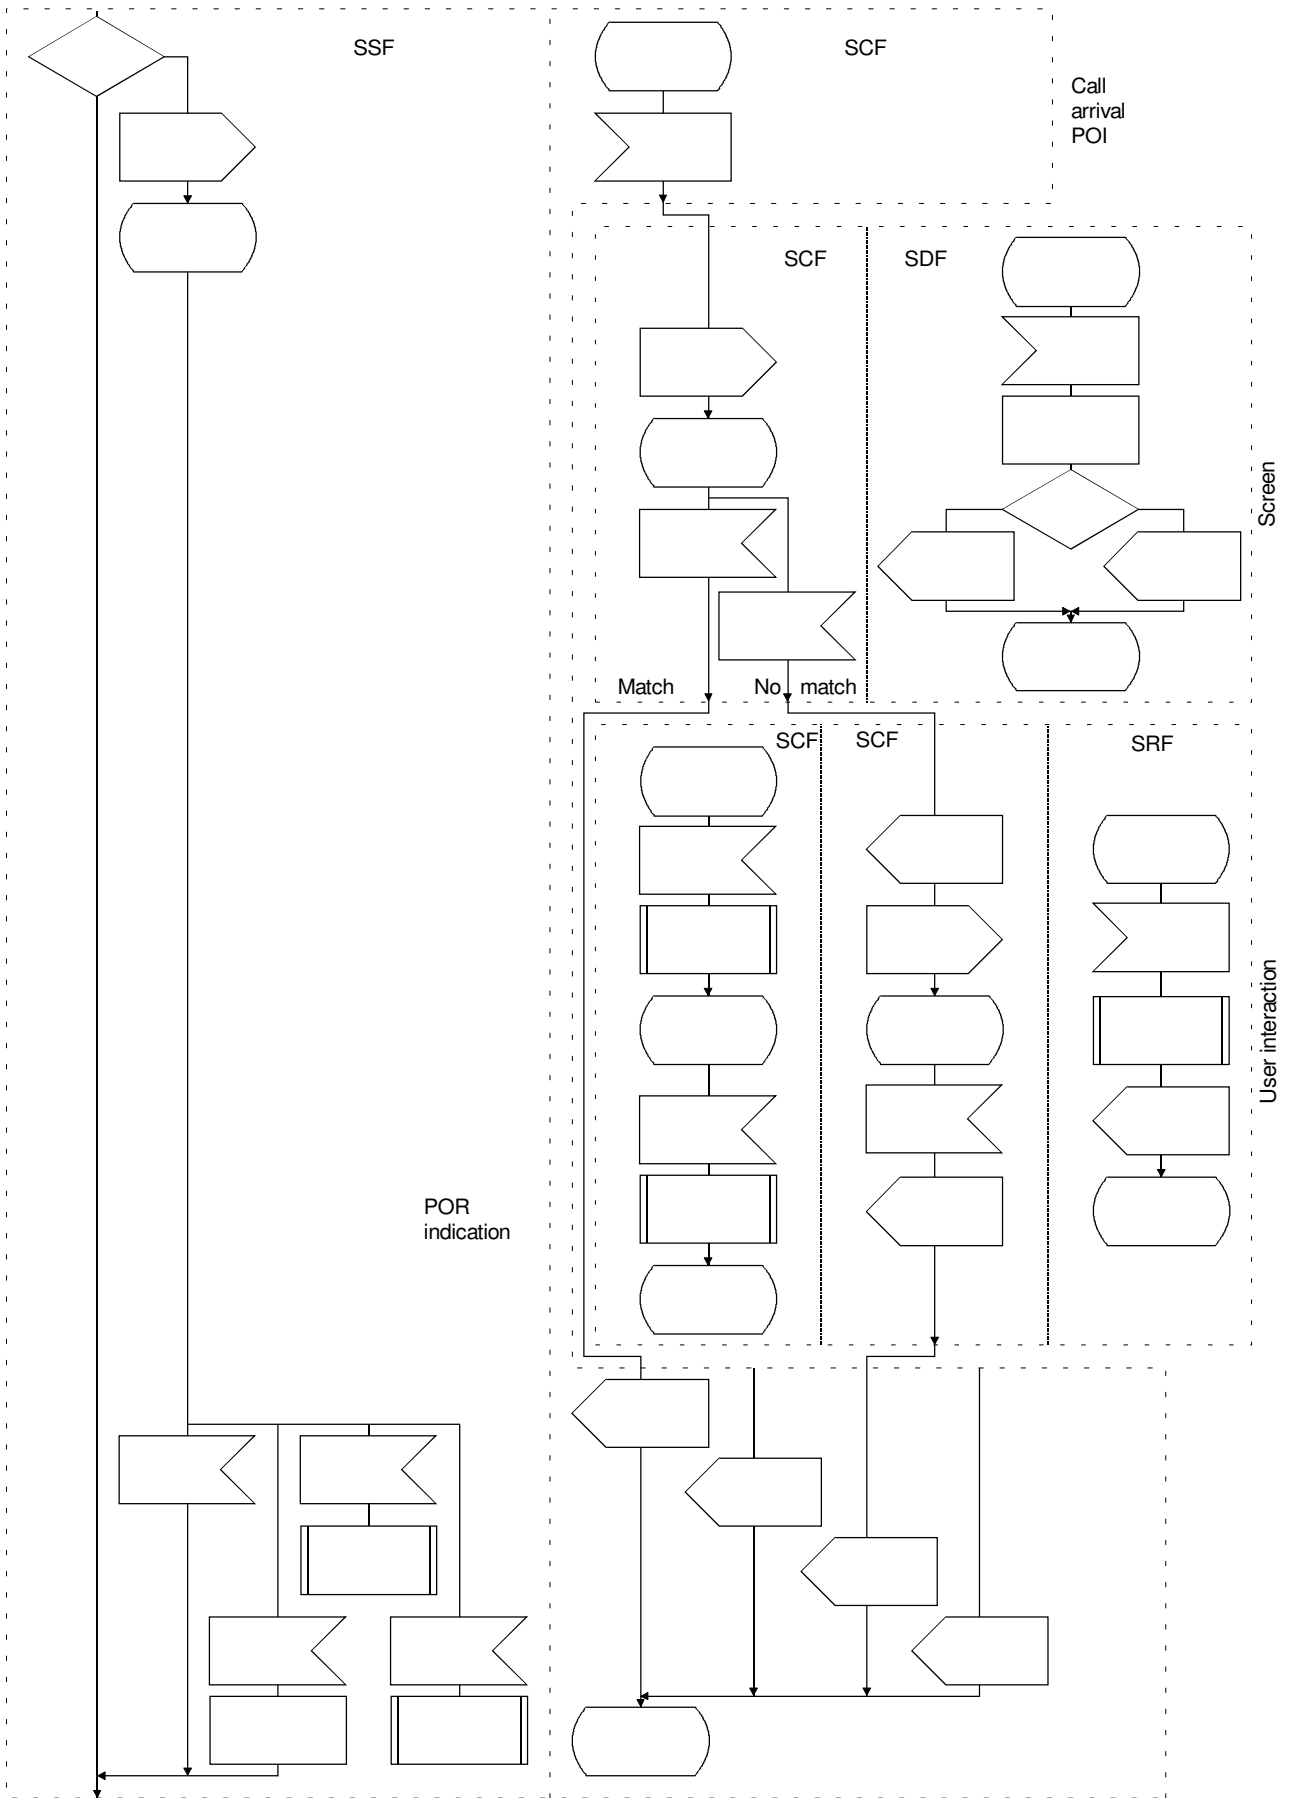 SSF
SCF
Call
arrival
POI
SCF
SDF
Screen
Match
No match
SCF
SCF
SRF
User interaction
POR
indication